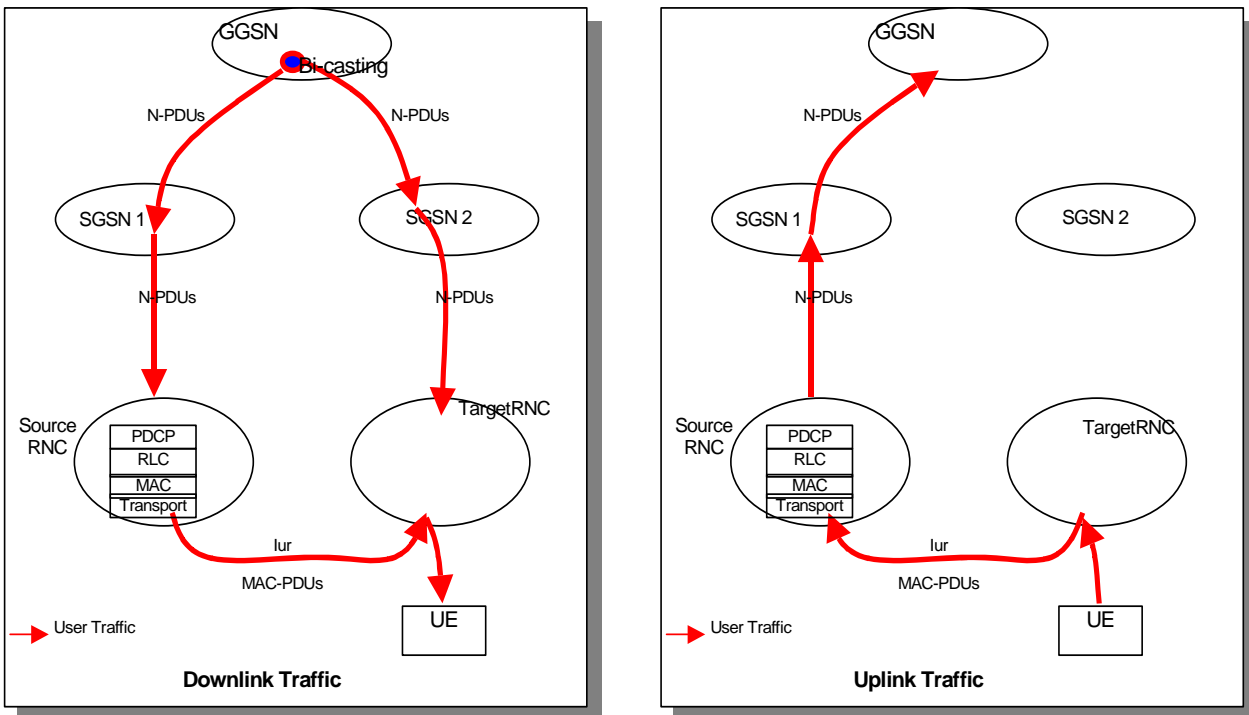 GGSN
Bi-casting
N-PDUs
N-PDUs
SGSN 1
SGSN 2
N-PDUs
N-PDUs
Source
RNC
TargetRNC
PDCP
RLC
MAC
Transport
Iur
MAC-PDUs
UE
User Traffic
Downlink Traffic
GGSN
N-PDUs
SGSN 1
SGSN 2
N-PDUs
Source
RNC
TargetRNC
PDCP
RLC
MAC
Transport
Iur
MAC-PDUs
UE
User Traffic
Uplink Traffic